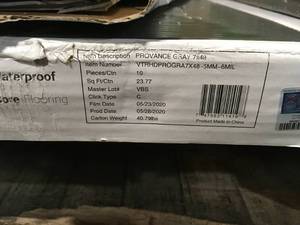 Item Description PROVANCE GRAY 7x48
Item Number VTRHDPROGRA7X48-5MM-6MIL
Pieces/Ctn 10
Sq Ft/Ctn 23.77
Master Lot# VBS
Click Type C
Film Date 05/23/2020
Prod Date 05/28/2020
Carton Weight 40.79lbs
Made in China
aterproof
ore Flooring